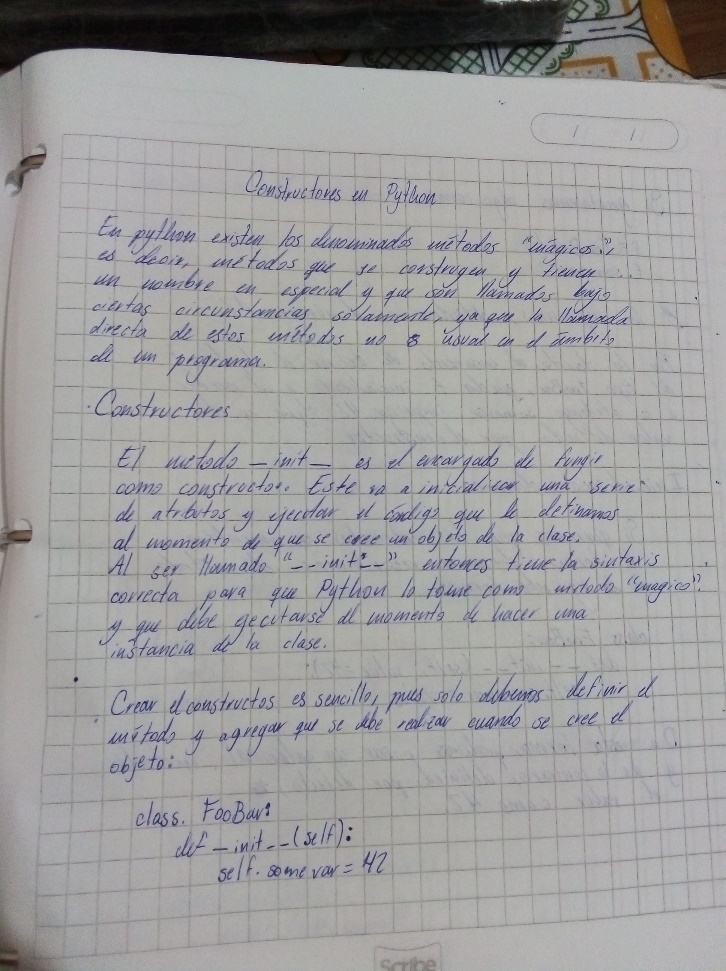 Constructores en Python
En python existen los denominados métodos "mágicos",
es decir, métodos que se construyen y tienen
un nombre en especial y que son llamados bajo
ciertas circunstancias solamente, ya que la llamada
directa de estos métodos no es usual en el ámbito
de un programa.
· Constructores
El metodo _init_ es el encargado de fungir
como constructor. Este va a inicializar una serie
de atributos y ejecutar el código que le definamos
al momento de que se cree un objeto de la clase.
Al ser llamado "__init__" entonces tiene la sintaxis
correcta para que Python lo tome como metodo "magico".
y que debe ejecutarse al momento de hacer una
instancia de la clase.
· Crear el constructos es sencillo, pues solo debemos definir el
método y agregar que se debe realizar cuando se cree el
objeto:
class. FooBar:
def _init__(self):
self.somevar = 42
Scribe